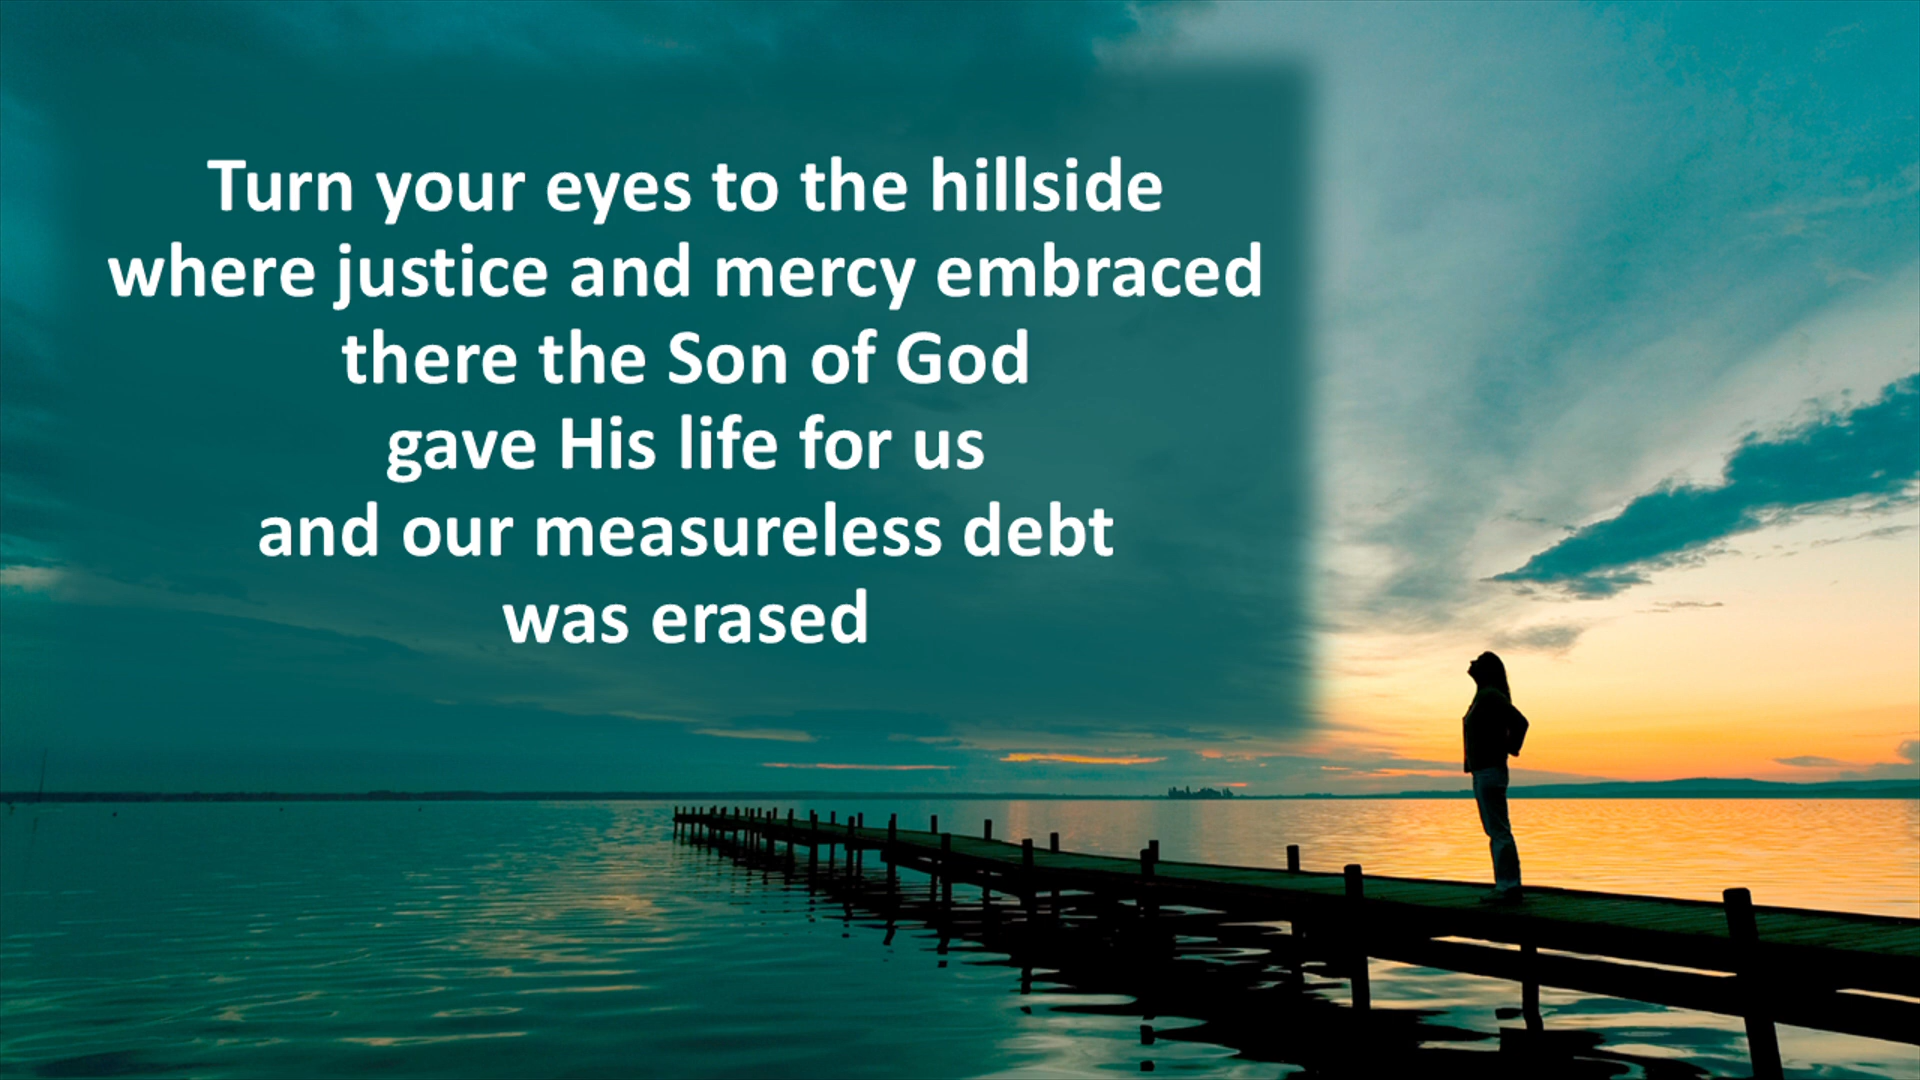 Turn your eyes to the hillside
where justice and mercy embraced
there the Son of God
gave His life for us
and our measureless debt
was erased